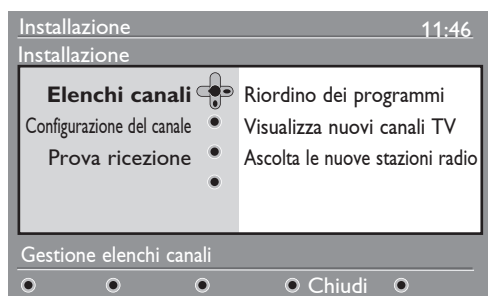 Installazione 11:46
Installazione
Elenchi canali Riordino dei programmi
Configurazione del canale Visualizza nuovi canali TV
Prova ricezione Ascolta le nuove stazioni radio
Gestione elenchi canali
Chiudi